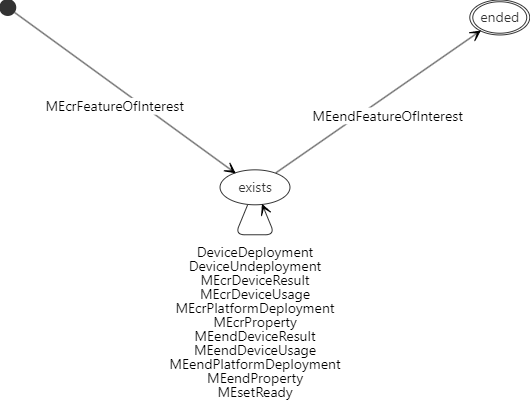 ended
MEcrFeatureOfInterest
MEendFeatureOfInterest
exists
DeviceDeployment
DeviceUndeployment
MEcrDeviceResult
MEcrDeviceUsage
MEcrPlatformDeployment
MEcrProperty
MEendDeviceResult
MEendDeviceUsage
MEendPlatformDeployment
MEendProperty
MEsetReady